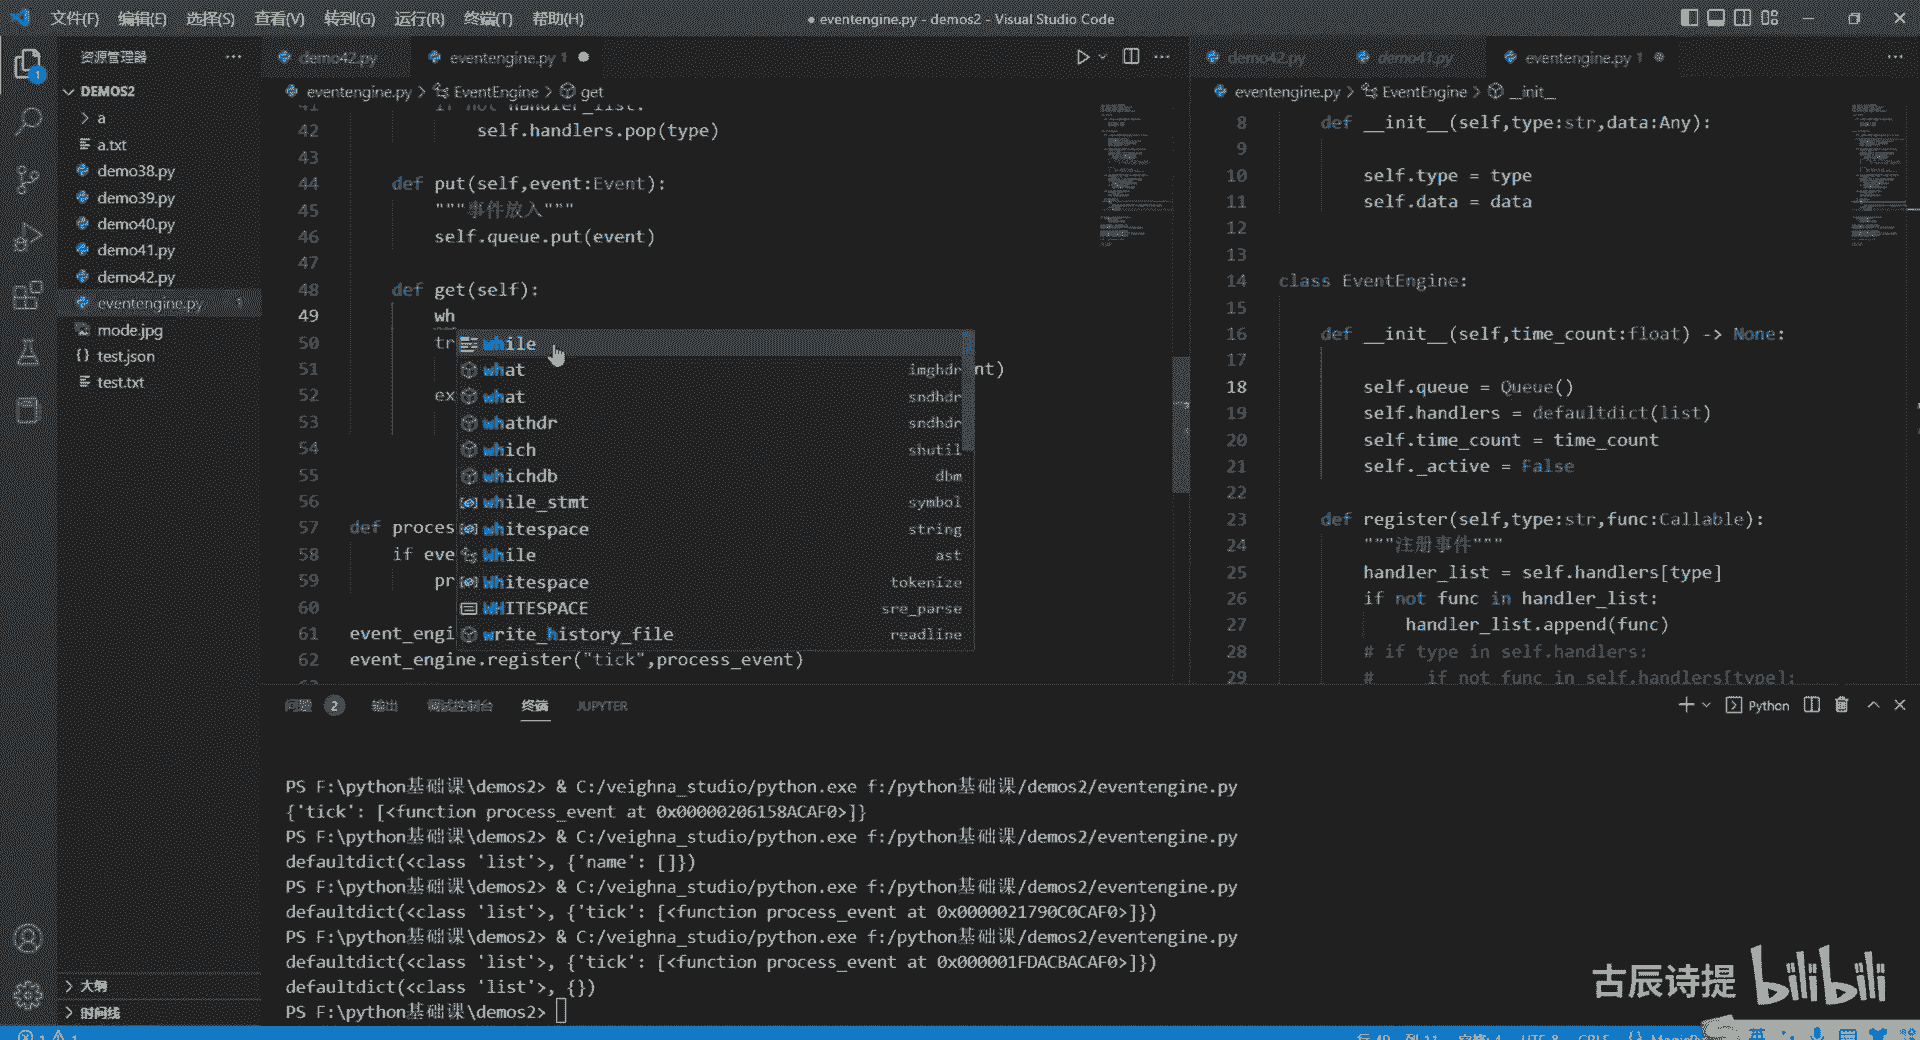 文件(F) 编辑(E) 选择(S) 查看(V) 转到(G) 运行(R) 终端(T) 帮助(H)
● eventengine.py - demos2 - Visual Studio Code
资源管理器
DEMOS2
a
a.txt
demo38.py
demo39.py
demo40.py
demo41.py
demo42.py
eventengine.py 1
mode.jpg
test.json
test.txt
大纲
时间线
1
demo42.py
eventengine.py 1
eventengine.py > EventEngine > get
41 if not handler_list:
42 self.handlers.pop(type)
43
44 def put(self,event:Event):
45 """事件放入"""
46 self.queue.put(event)
47
48 def get(self):
49 wh
50 tr
51 nt)
52 ex
53
54
55
56
57 def proces
58 if eve
59 pr
60
61 event_engi
62 event_engine.register("tick",process_event)
while
what imghdr
what sndhdr
whathdr sndhdr
which shutil
whichdb dbm
while_stmt symbol
whitespace string
While ast
Whitespace tokenize
WHITESPACE sre_parse
write_history_file readline
demo42.py
demo41.py
eventengine.py 1
eventengine.py > EventEngine > __init__
8 def __init__(self,type:str,data:Any):
9
10 self.type = type
11 self.data = data
12
13
14 class EventEngine:
15
16 def __init__(self,time_count:float) -> None:
17
18 self.queue = Queue()
19 self.handlers = defaultdict(list)
20 self.time_count = time_count
21 self._active = False
22
23 def register(self,type:str,func:Callable):
24 """注册事件"""
25 handler_list = self.handlers[type]
26 if not func in handler_list:
27 handler_list.append(func)
28 # if type in self.handlers:
29 # if not func in self.handlers[type]:
问题 2 输出 调试控制台 终端 JUPYTER
Python
PS F:\python基础课\demos2> & C:/veighna_studio/python.exe f:/python基础课/demos2/eventengine.py
{'tick': [<function process_event at 0x00000206158ACAF0>]}
PS F:\python基础课\demos2> & C:/veighna_studio/python.exe f:/python基础课/demos2/eventengine.py
defaultdict(<class 'list'>, {'name': []})
PS F:\python基础课\demos2> & C:/veighna_studio/python.exe f:/python基础课/demos2/eventengine.py
defaultdict(<class 'list'>, {'tick': [<function process_event at 0x0000021790C0CAF0>]})
PS F:\python基础课\demos2> & C:/veighna_studio/python.exe f:/python基础课/demos2/eventengine.py
defaultdict(<class 'list'>, {'tick': [<function process_event at 0x000001FDACBACAF0>]})
defaultdict(<class 'list'>, {})
PS F:\python基础课\demos2>
古辰诗提 bilibili